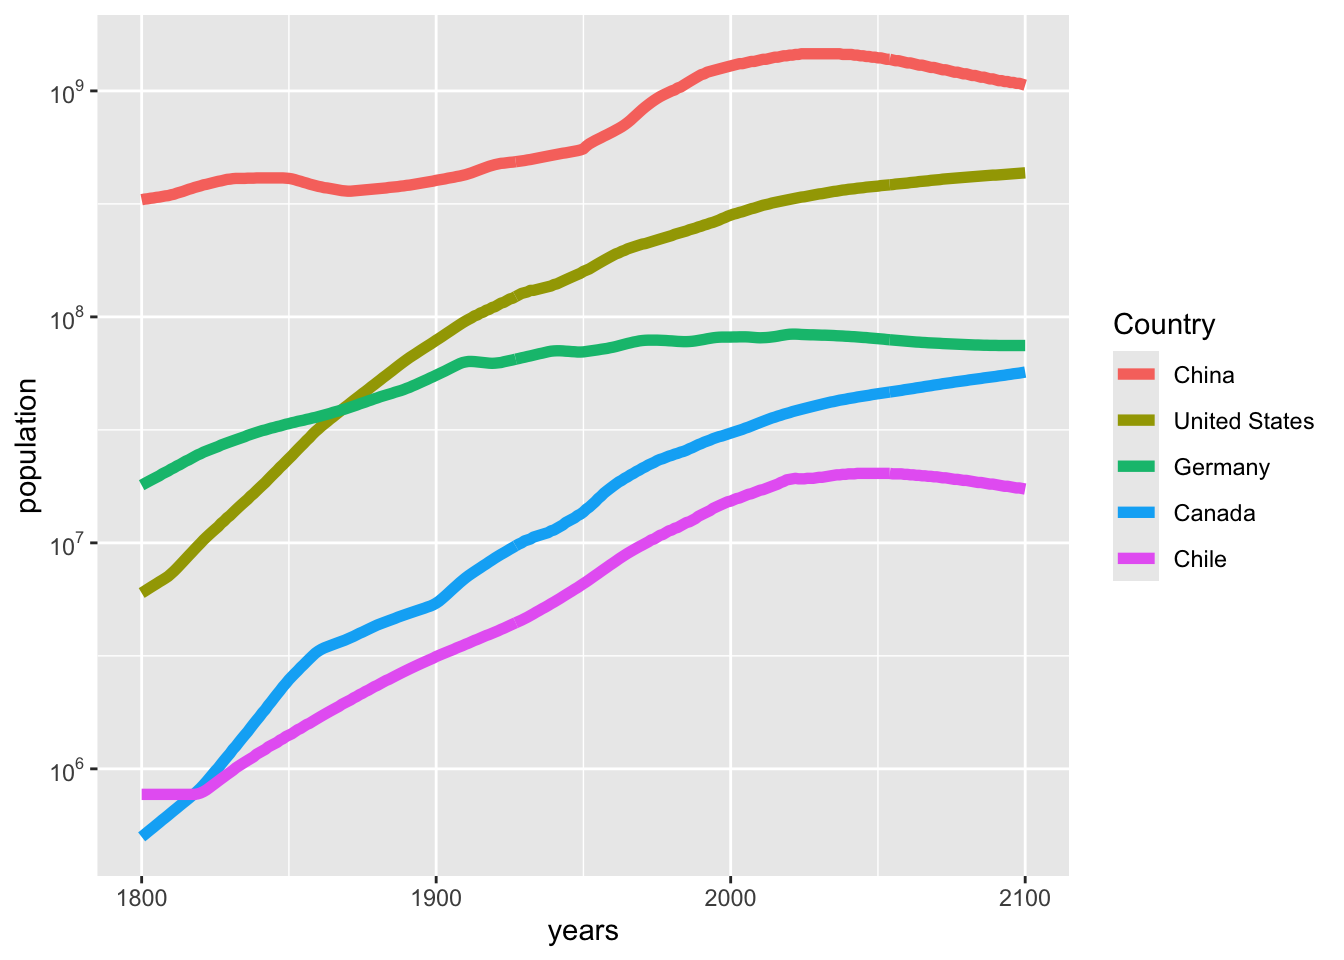 population
10⁹
10⁸
10⁷
10⁶
1800 1900 2000 2100
years
Country
China
United States
Germany
Canada
Chile